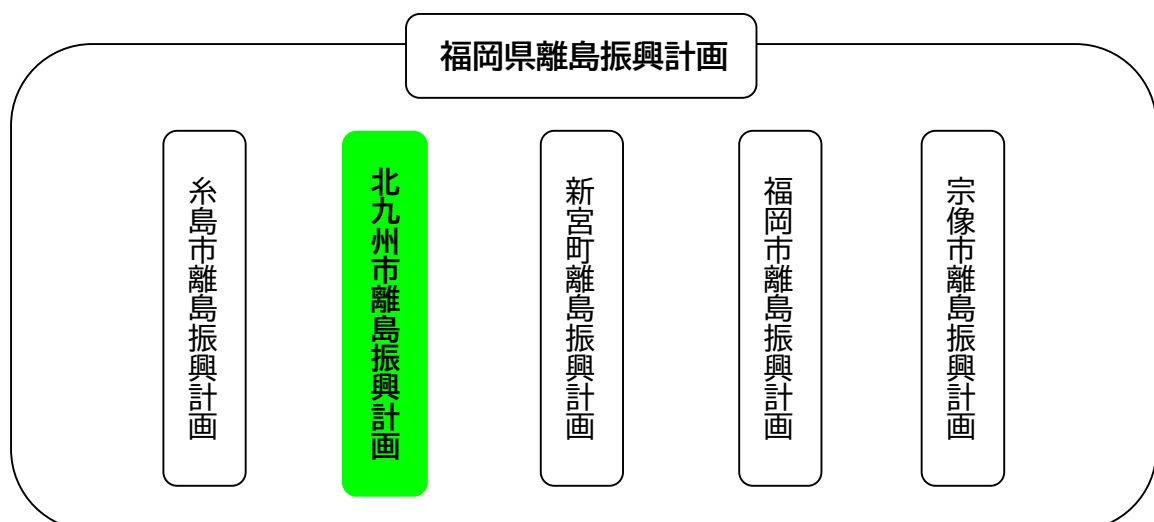 福岡県離島振興計画
糸島市離島振興計画
北九州市離島振興計画
新宮町離島振興計画
福岡市離島振興計画
宗像市離島振興計画